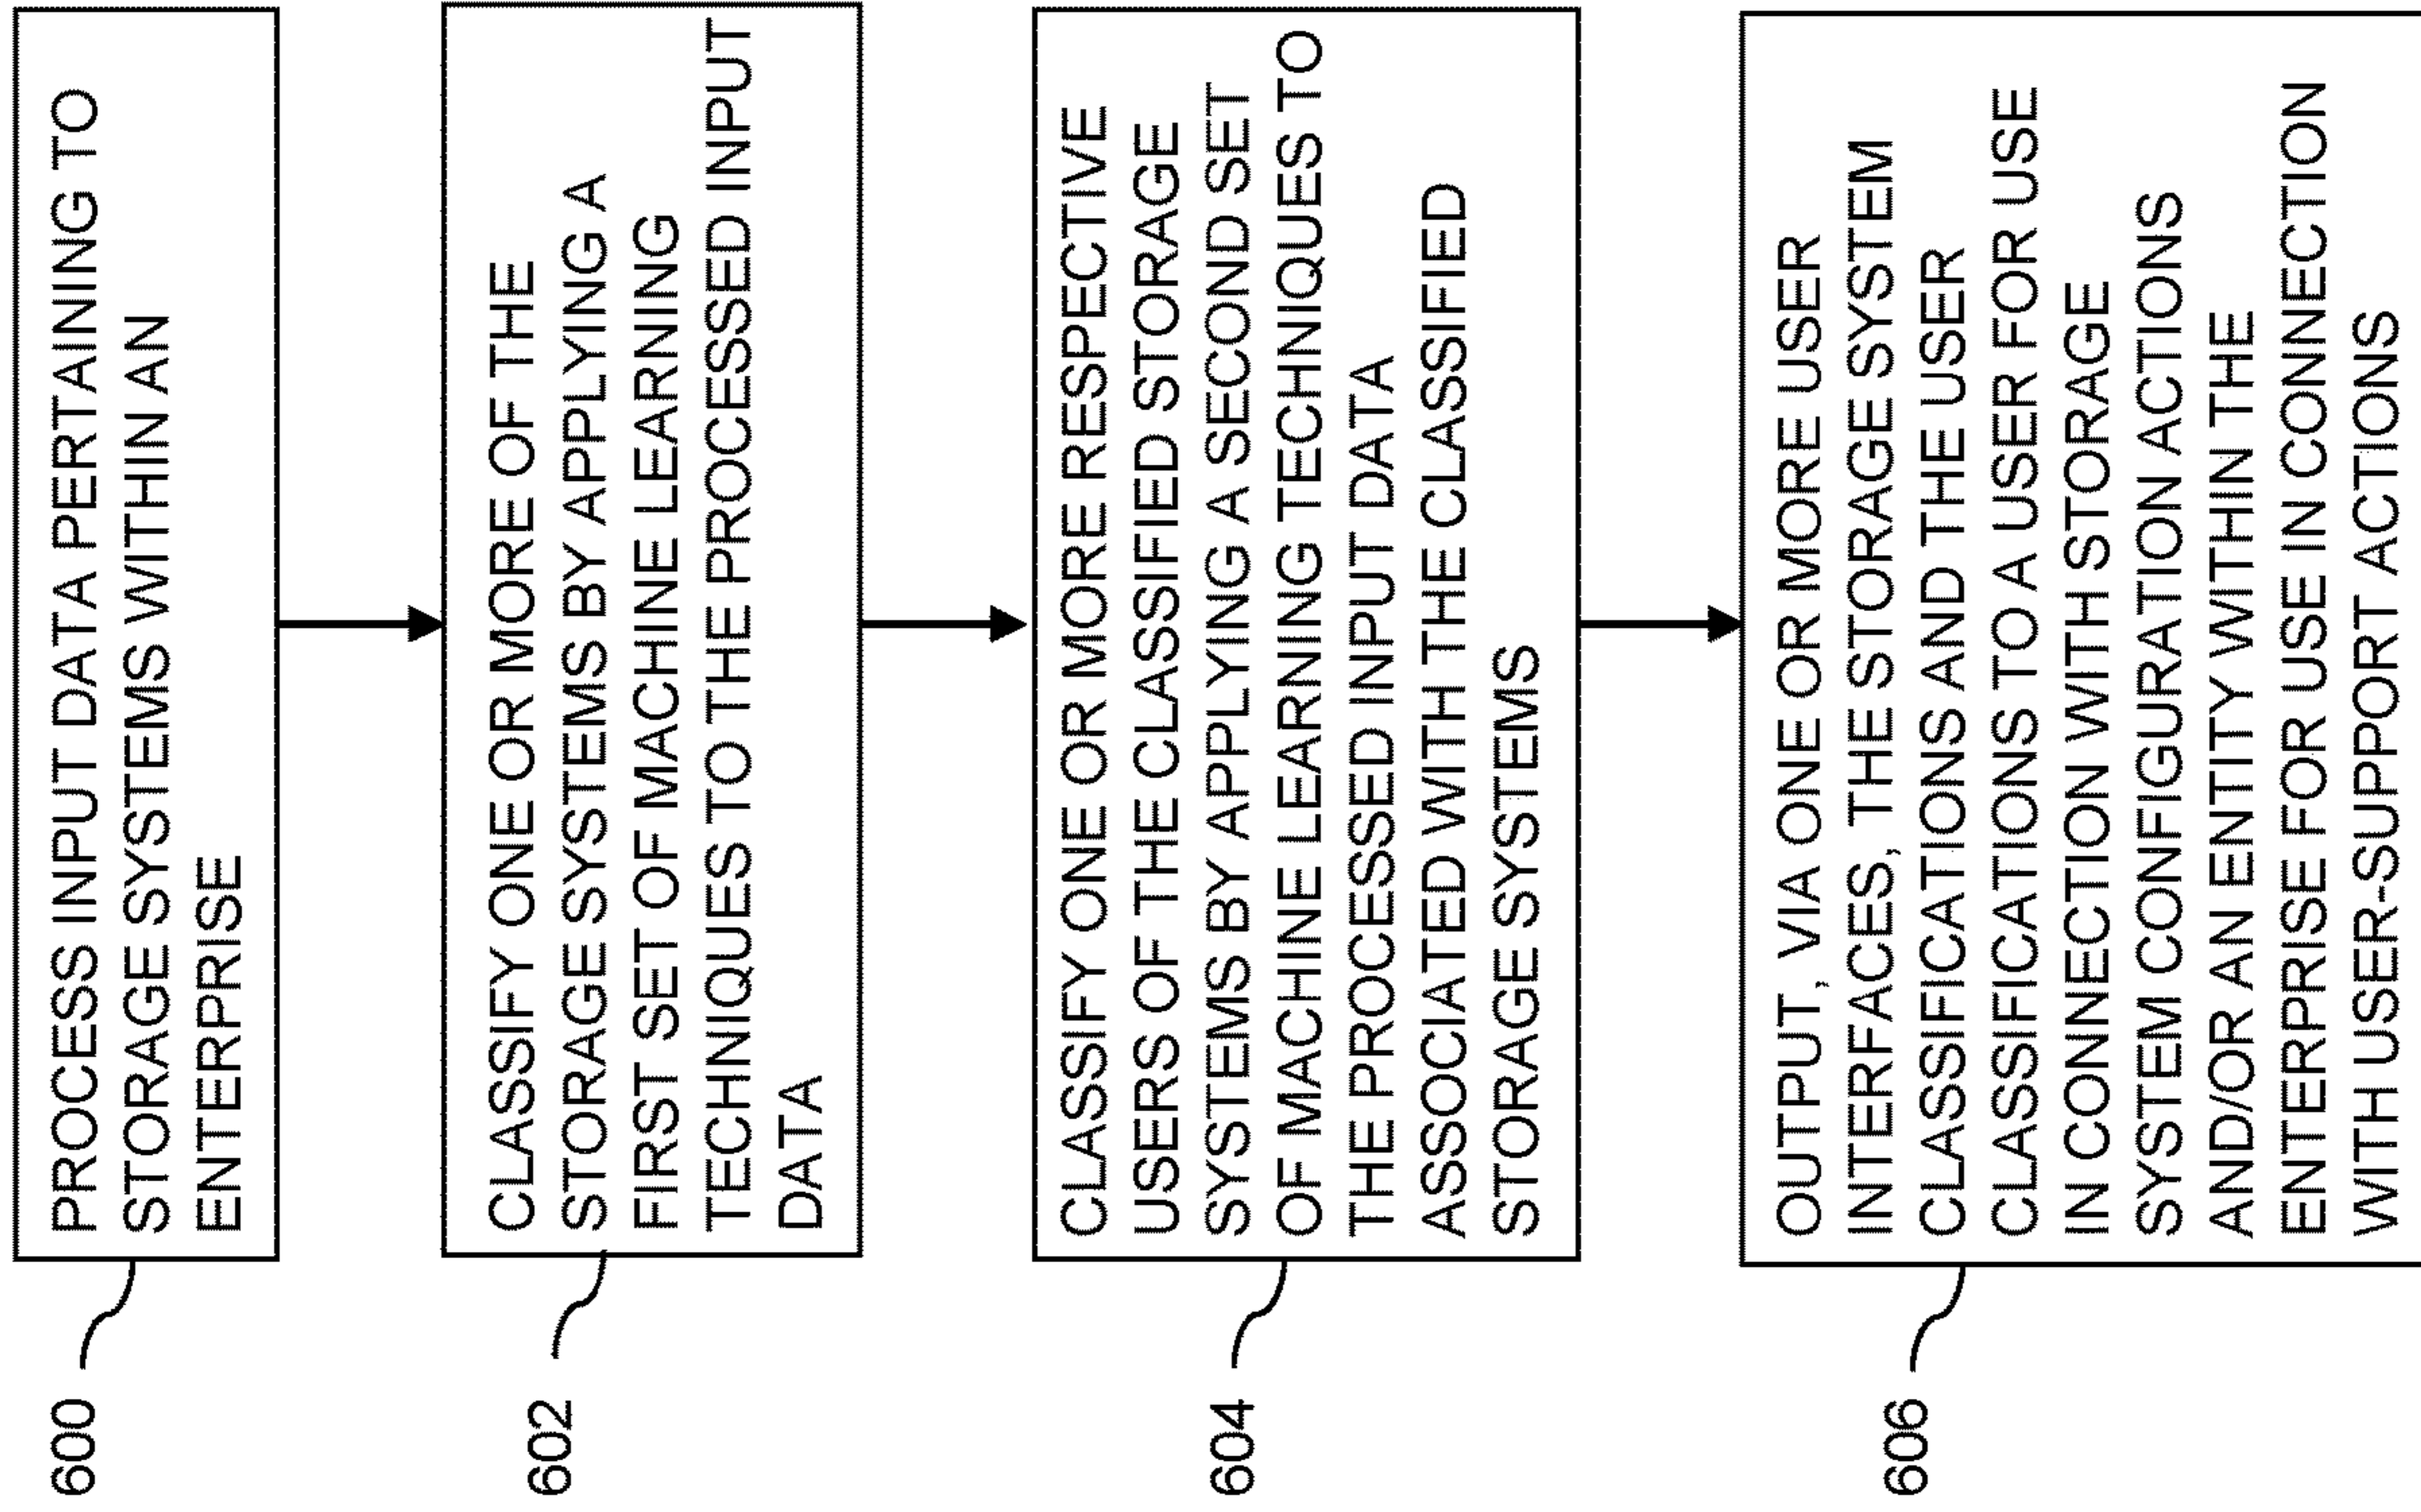 600
PROCESS INPUT DATA PERTAINING TO
STORAGE SYSTEMS WITHIN AN
ENTERPRISE
602
CLASSIFY ONE OR MORE OF THE
STORAGE SYSTEMS BY APPLYING A
FIRST SET OF MACHINE LEARNING
TECHNIQUES TO THE PROCESSED INPUT
DATA
604
CLASSIFY ONE OR MORE RESPECTIVE
USERS OF THE CLASSIFIED STORAGE
SYSTEMS BY APPLYING A SECOND SET
OF MACHINE LEARNING TECHNIQUES TO
THE PROCESSED INPUT DATA
ASSOCIATED WITH THE CLASSIFIED
STORAGE SYSTEMS
606
OUTPUT, VIA ONE OR MORE USER
INTERFACES, THE STORAGE SYSTEM
CLASSIFICATIONS AND THE USER
CLASSIFICATIONS TO A USER FOR USE
IN CONNECTION WITH STORAGE
SYSTEM CONFIGURATION ACTIONS
AND/OR AN ENTITY WITHIN THE
ENTERPRISE FOR USE IN CONNECTION
WITH USER-SUPPORT ACTIONS